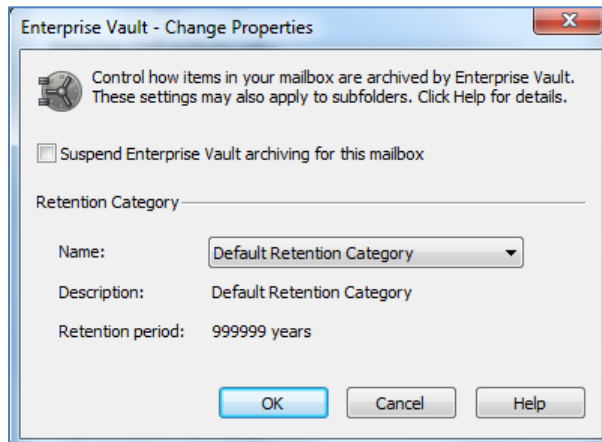 Enterprise Vault - Change Properties
Control how items in your mailbox are archived by Enterprise Vault.
These settings may also apply to subfolders. Click Help for details.
Suspend Enterprise Vault archiving for this mailbox
Retention Category
Name: Default Retention Category
Description: Default Retention Category
Retention period: 999999 years
OK Cancel Help